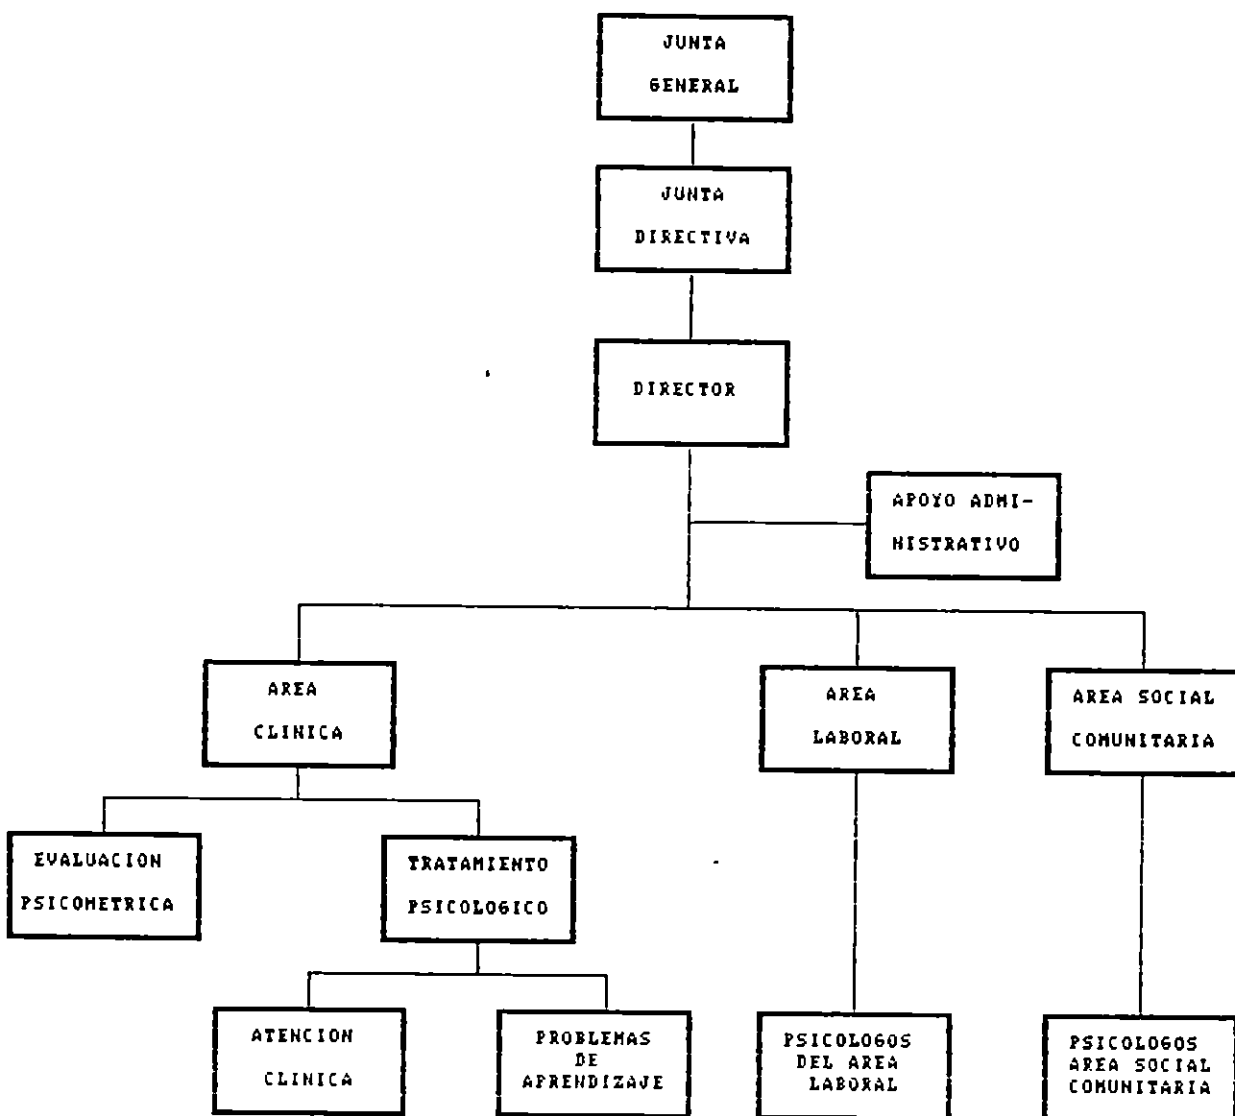 JUNTA
GENERAL
JUNTA
DIRECTIVA
DIRECTOR
APOYO ADMI-
NISTRATIVO
AREA
CLINICA
AREA
LABORAL
AREA SOCIAL
COMUNITARIA
EVALUACION
PSICOMETRICA
TRATAMIENTO
PSICOLOGICO
ATENCION
CLINICA
PROBLEMAS
DE
APRENDIZAJE
PSICOLOGOS
DEL AREA
LABORAL
PSICOLOGOS
AREA SOCIAL
COMUNITARIA